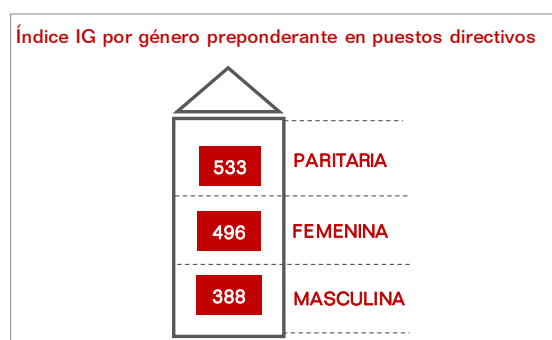 Índice IG por género preponderante en puestos directivos
533 PARITARIA
496 FEMENINA
388 MASCULINA